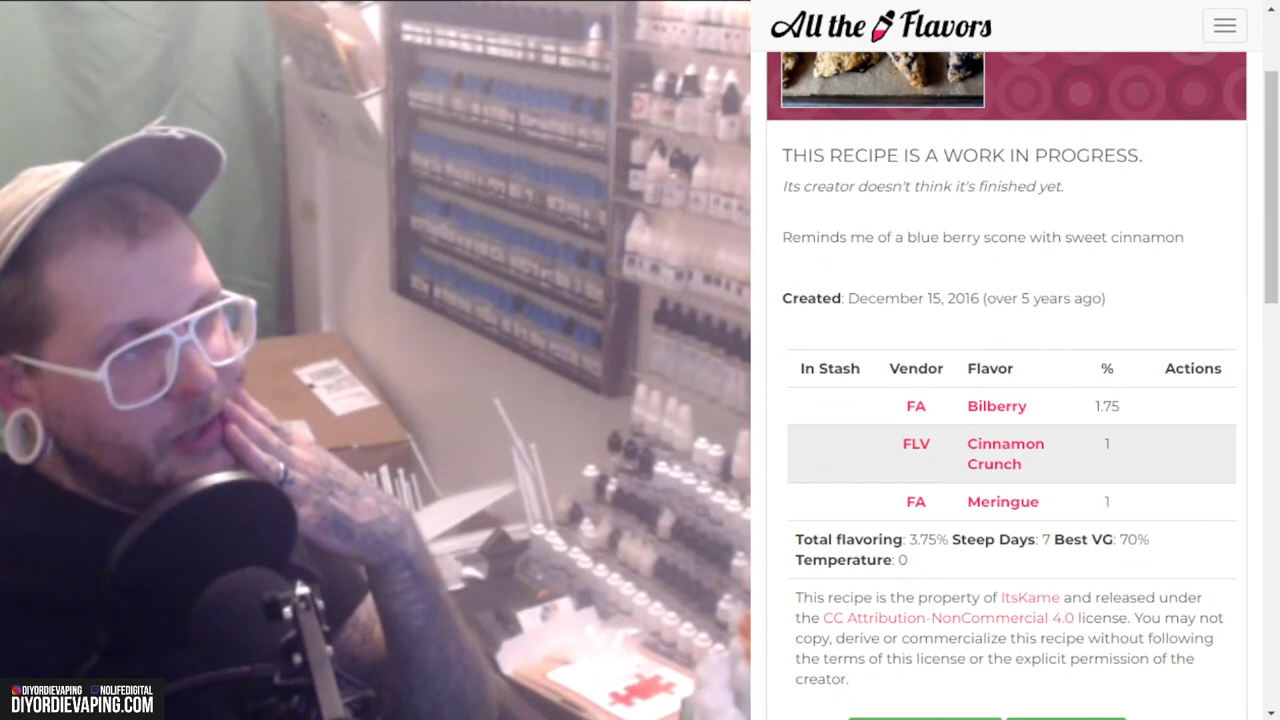 All the Flavors
THIS RECIPE IS A WORK IN PROGRESS.
Its creator doesn't think it's finished yet.
Reminds me of a blue berry scone with sweet cinnamon
Created: December 15, 2016 (over 5 years ago)
In Stash Vendor Flavor % Actions
FA Bilberry 1.75
FLV Cinnamon Crunch 1
FA Meringue 1
Total flavoring: 3.75% Steep Days: 7 Best VG: 70%
Temperature: 0
This recipe is the property of ItsKame and released under
the CC Attribution-NonCommercial 4.0 license. You may not
copy, derive or commercialize this recipe without following
the terms of this license or the explicit permission of the
creator.
DIYORDIEVAPING NOLIFEDIGITAL
DIYORDIEVAPING.COM